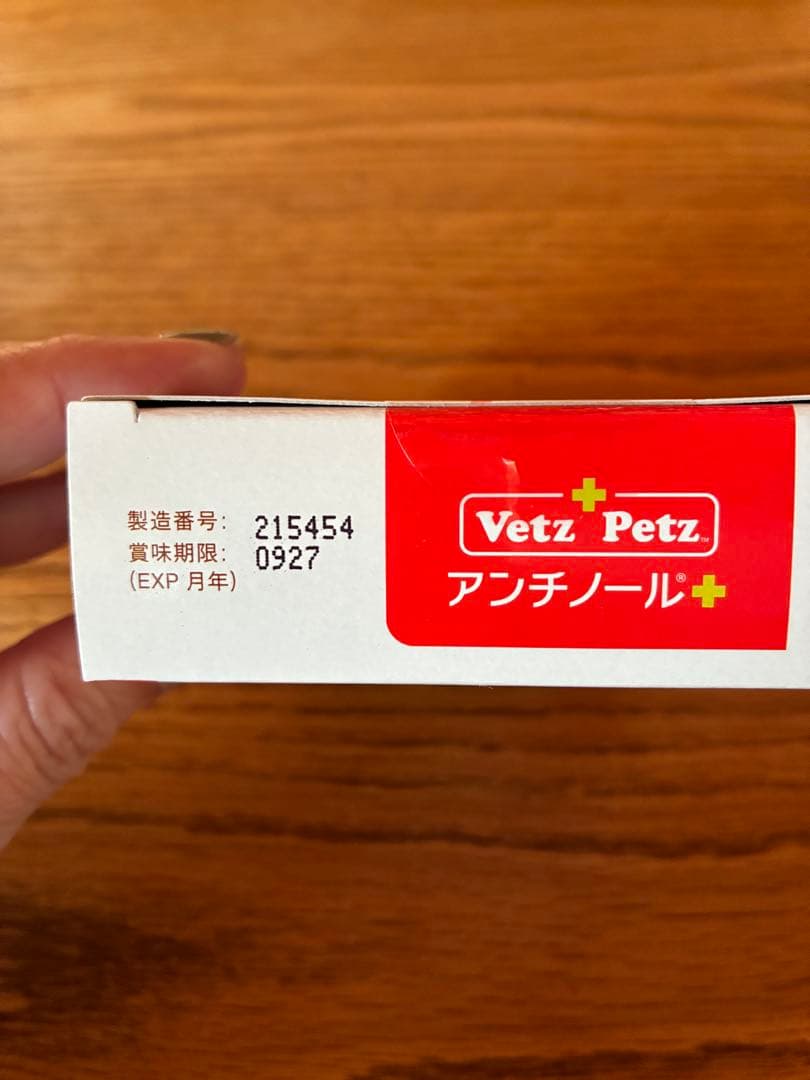 製造番号: 215454
賞味期限: 0927
(EXP 月年)
Vetz Petz™
アンチノール®+